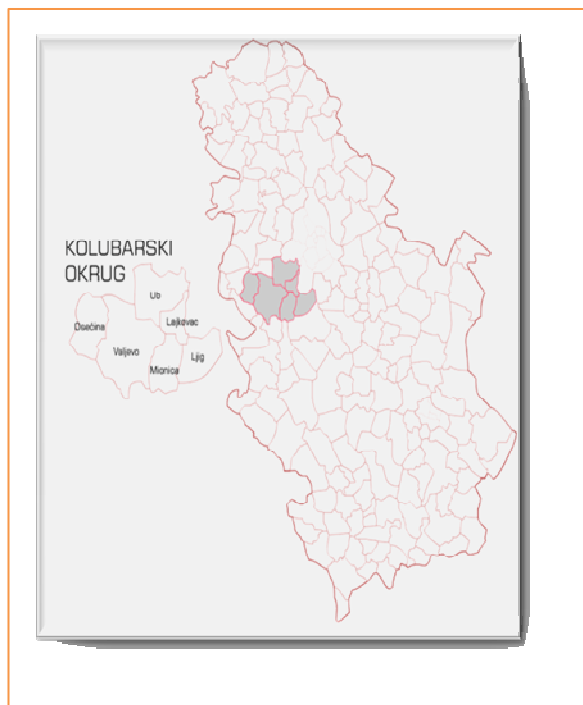 KOLUBARSKI
OKRUG
Ub
Lajkovac
Osečina
Valjevo
Ljig
Mionica